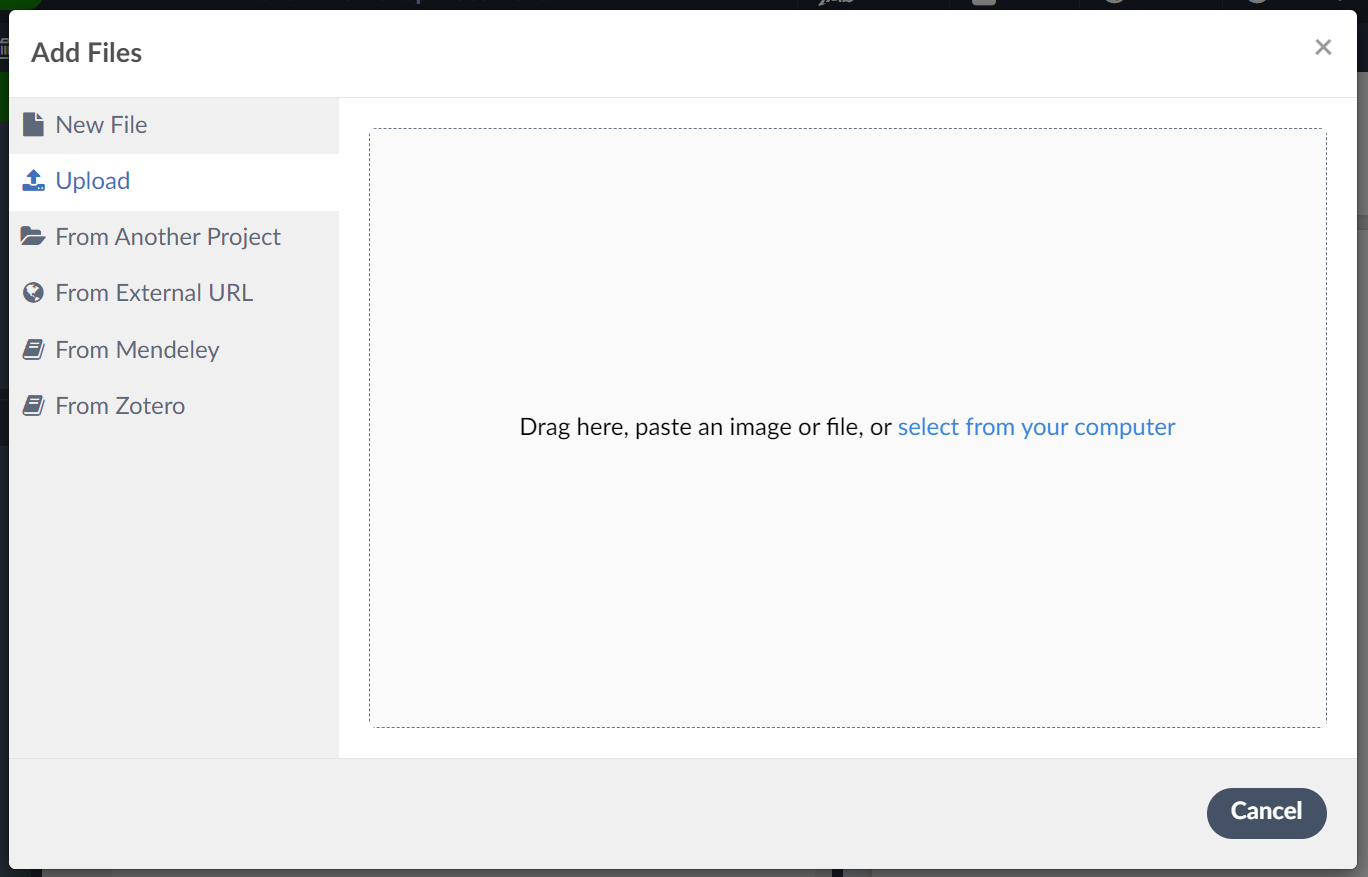 Add Files
New File
Upload
From Another Project
From External URL
From Mendeley
From Zotero
Drag here, paste an image or file, or select from your computer
Cancel